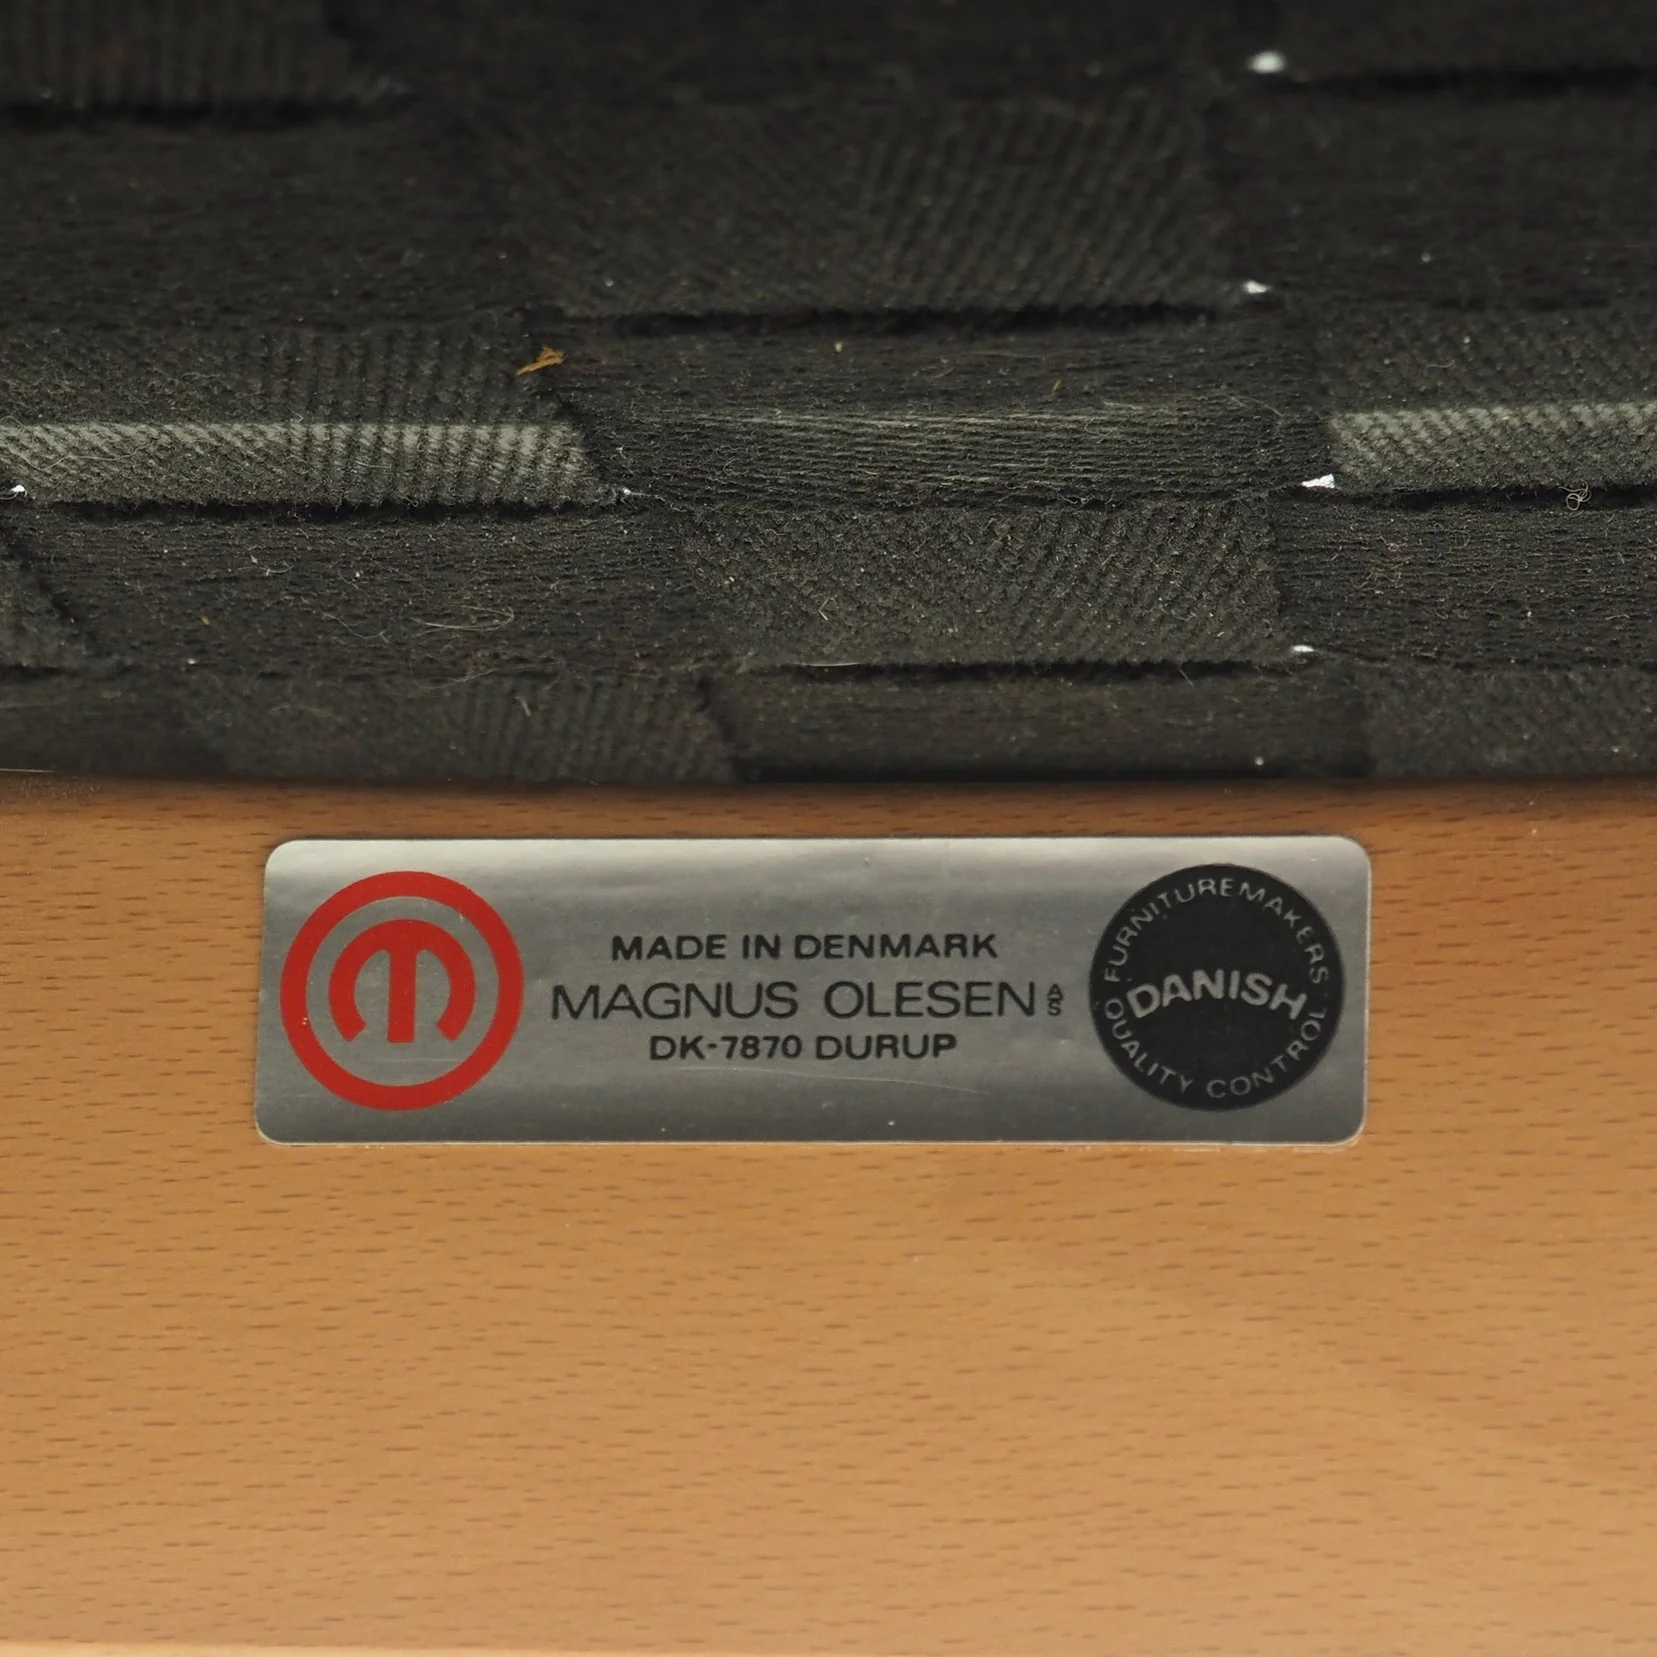 MADE IN DENMARK
MAGNUS OLESEN A/S
DK-7870 DURUP
FURNITUREMAKERS
DANISH
QUALITY CONTROL